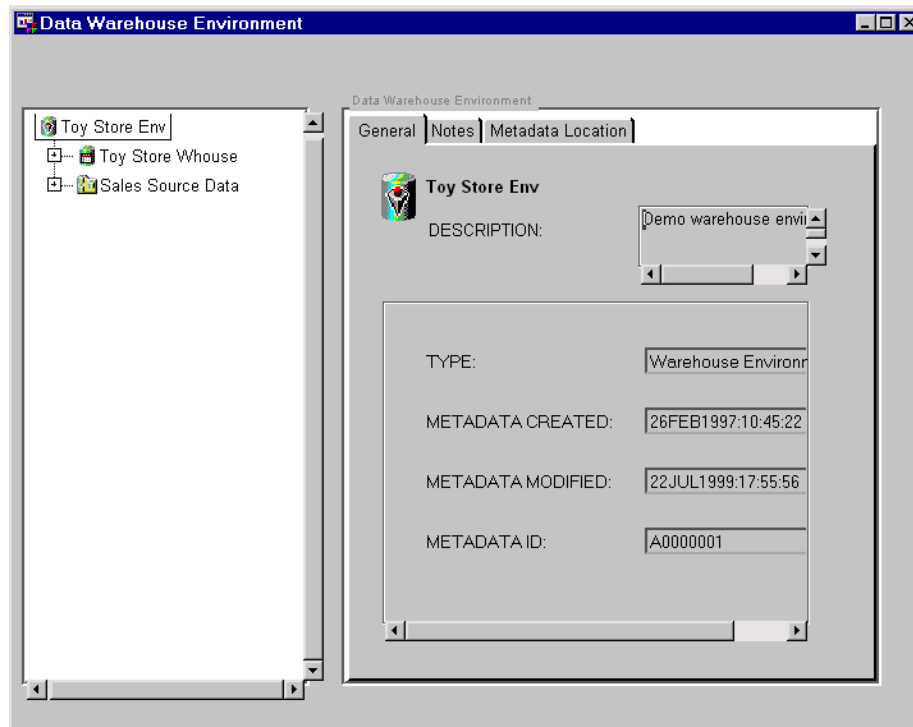 Data Warehouse Environment
Data Warehouse Environment
Toy Store Env
Toy Store Whouse
Sales Source Data
General Notes Metadata Location
Toy Store Env
DESCRIPTION: Demo warehouse envi
TYPE: Warehouse Environ
METADATA CREATED: 26FEB1997:10:45:22
METADATA MODIFIED: 22JUL1999:17:55:56
METADATA ID: A0000001